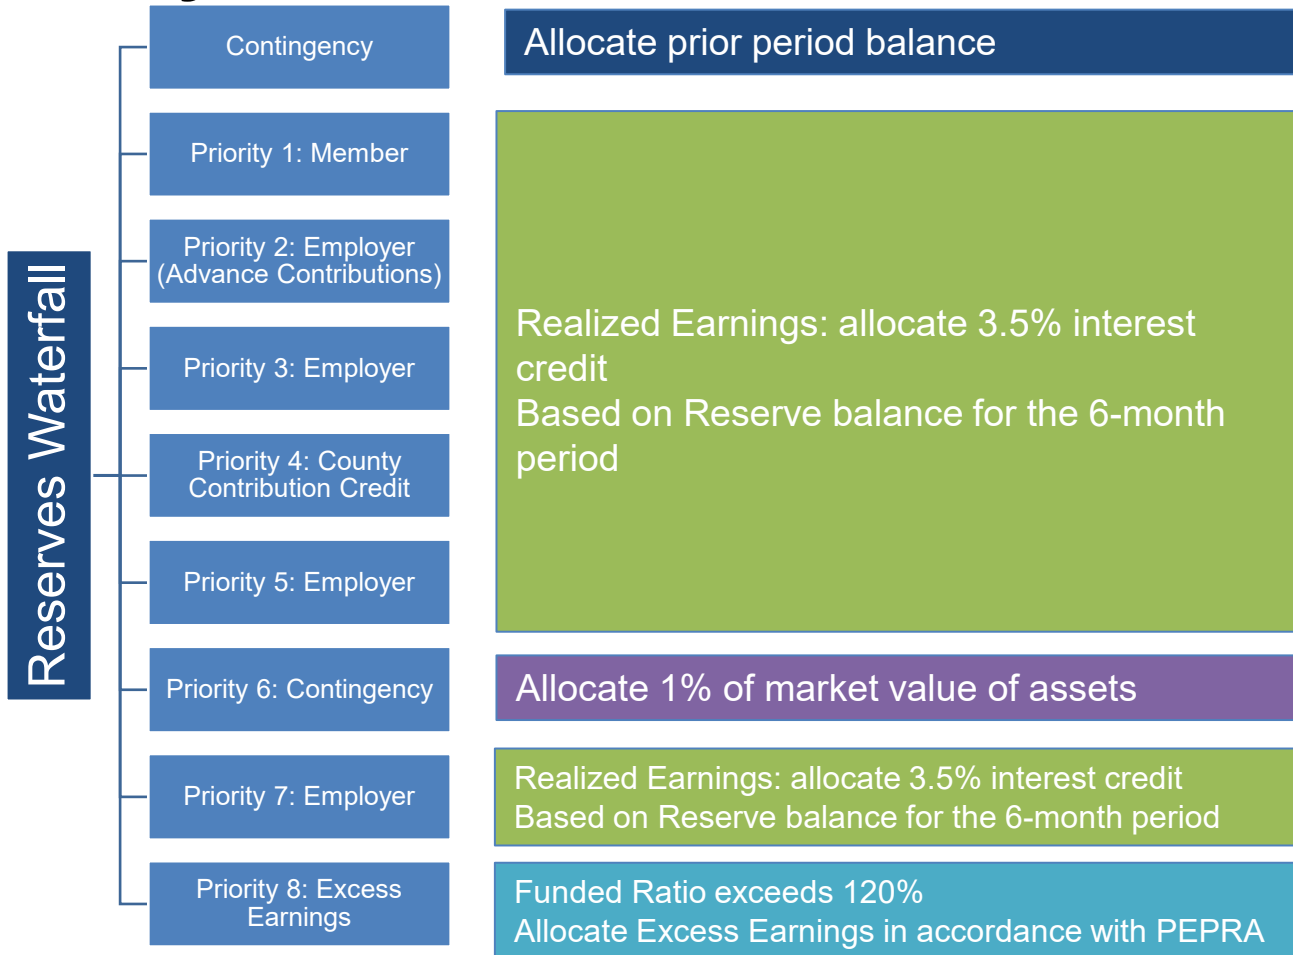 Reserves Waterfall
Contingency
Allocate prior period balance
Priority 1: Member
Priority 2: Employer
(Advance Contributions)
Priority 3: Employer
Priority 4: County
Contribution Credit
Priority 5: Employer
Realized Earnings: allocate 3.5% interest
credit
Based on Reserve balance for the 6-month
period
Priority 6: Contingency
Allocate 1% of market value of assets
Priority 7: Employer
Realized Earnings: allocate 3.5% interest credit
Based on Reserve balance for the 6-month period
Priority 8: Excess
Earnings
Funded Ratio exceeds 120%
Allocate Excess Earnings in accordance with PEPRA